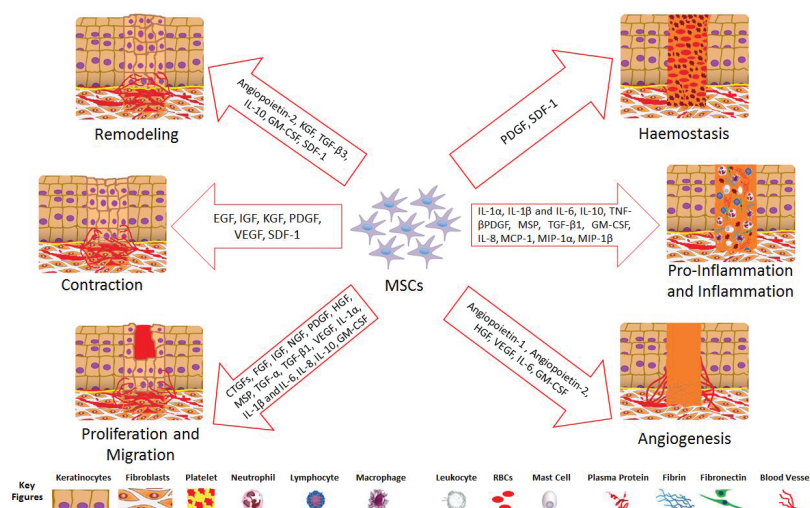 Remodeling
Angiopoietin-2, KGF, TGF-β3,
IL-10, GM-CSF, SDF-1
PDGF, SDF-1
Haemostasis
EGF, IGF, KGF, PDGF,
VEGF, SDF-1
Contraction
MSCs
IL-1α, IL-1β and IL-6, IL-10, TNF-
βPDGF, MSP, TGF-β1, GM-CSF,
IL-8, MCP-1, MIP-1α, MIP-1β
Pro-Inflammation
and Inflammation
CTGFs, FGF, IGF, NGF, PDGF, HGF,
MSP, TGF-α, TGF-β1, VEGF, IL-1α,
IL-1β and IL-6, IL-8, IL-10, GM-CSF
Proliferation and
Migration
Angiopoietin-1 , Angiopoietin-2,
HGF, VEGF, IL-6, GM-CSF
Angiogenesis
Key
Figures
Keratinocytes
Fibroblasts
Platelet
Neutrophil
Lymphocyte
Macrophage
Leukocyte
RBCs
Mast Cell
Plasma Protein
Fibrin
Fibronectin
Blood Vesse